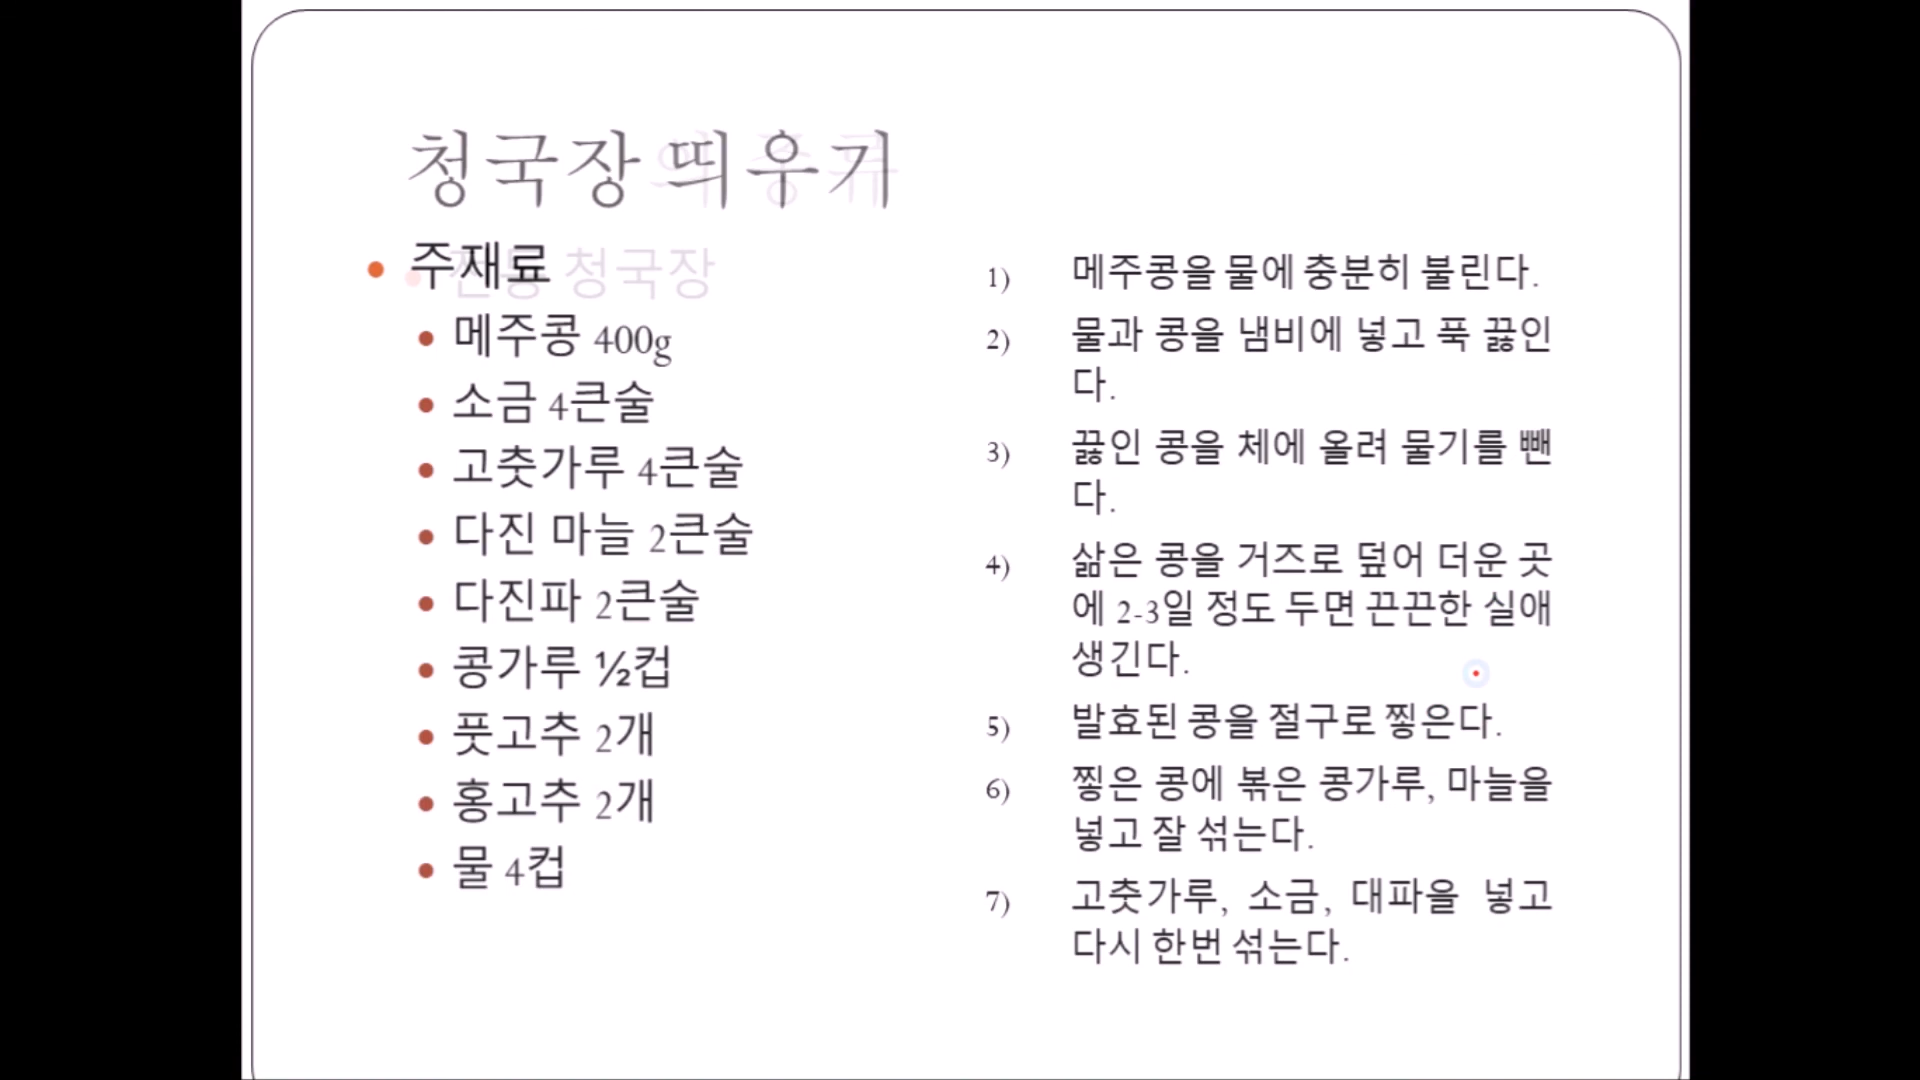 청국장 띄우기
주재료
메주콩 400g
소금 4큰술
고춧가루 4큰술
다진 마늘 2큰술
다진파 2큰술
콩가루 ½컵
풋고추 2개
홍고추 2개
물 4컵
1) 메주콩을 물에 충분히 불린다.
2) 물과 콩을 냄비에 넣고 푹 끓인
다.
3) 끓인 콩을 체에 올려 물기를 뺀
다.
4) 삶은 콩을 거즈로 덮어 더운 곳
에 2-3일 정도 두면 끈끈한 실애
생긴다.
5) 발효된 콩을 절구로 찧은다.
6) 찧은 콩에 볶은 콩가루, 마늘을
넣고 잘 섞는다.
7) 고춧가루, 소금, 대파을 넣고
다시 한번 섞는다.